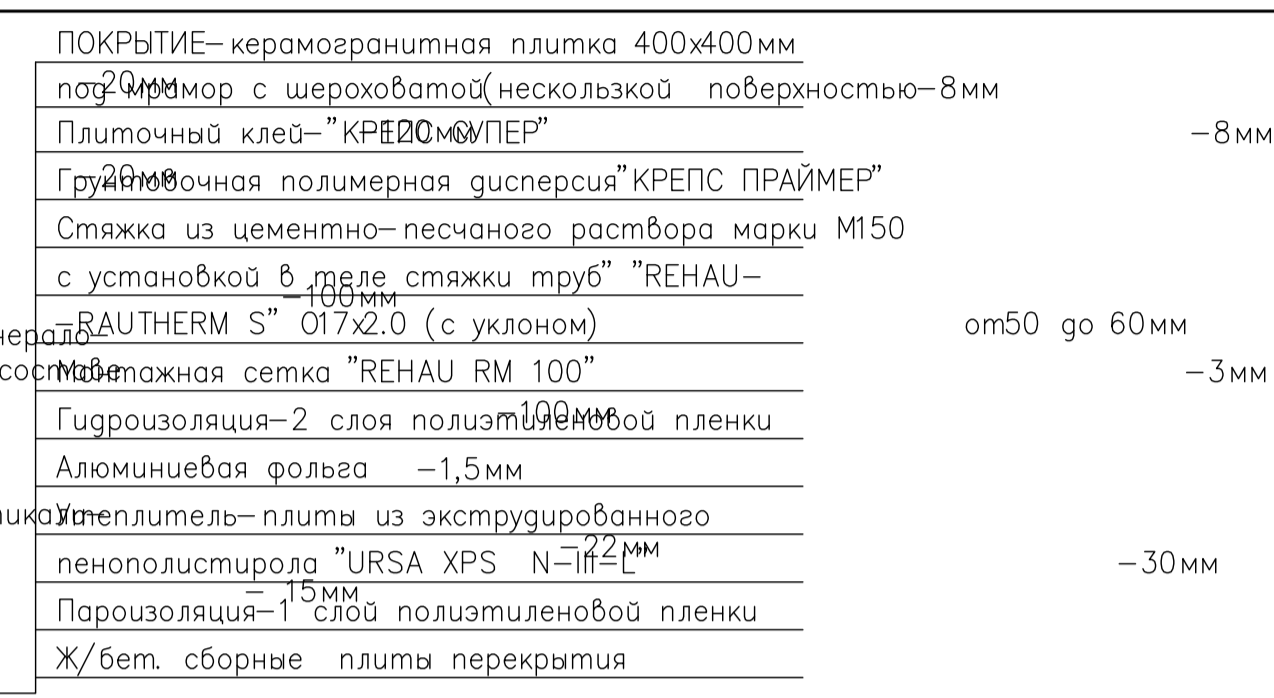 ПОКРЫТИЕ–керамогранитная плитка 400х400мм
–20мм
под мрамор с шероховатой(нескользкой поверхностью–8мм
Плиточный клей–"КРЕПС СУПЕР" –8мм
–120мм
–20мм
Грунтовочная полимерная дисперсия"КРЕПС ПРАЙМЕР"
Стяжка из цементно–песчаного раствора марки М150
с установкой в теле стяжки труб" "REHAU–
–100мм
–RAUTHERM S" O17x2.0 (с уклоном) от50 до 60мм
нерало–
составе
Монтажная сетка "REHAU RM 100" –3мм
–100мм
Гидроизоляция–2 слоя полиэтиленовой пленки
Алюминиевая фольга –1,5мм
Утеплитель–плиты из экструдированного
–22мм
пенополистирола "URSA XPS N–III–L" –30мм
– 15мм
Пароизоляция–1 слой полиэтиленовой пленки
Ж/бет. сборные плиты перекрытия